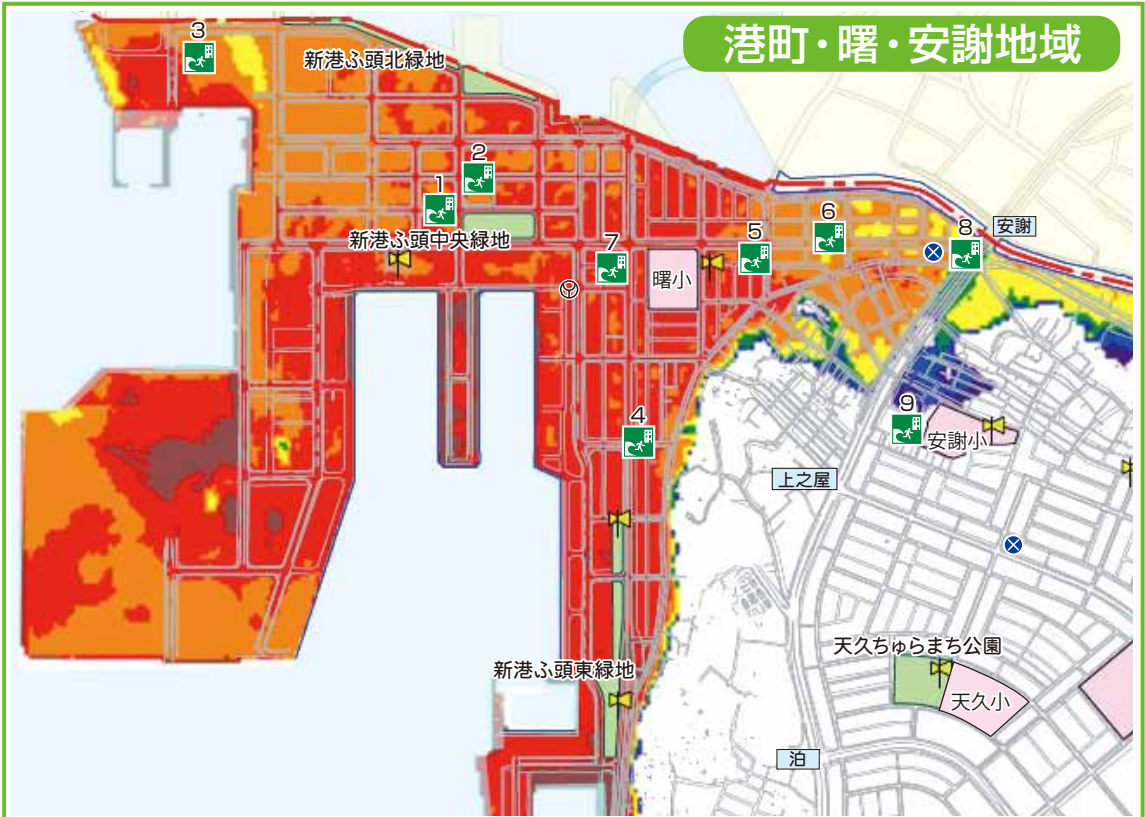 港町・曙・安謝地域
3
新港ふ頭北緑地
2
1
6
新港ふ頭中央緑地
5
8
安謝
7
曙小
4
9
安謝小
上之屋
天久ちゅらまち公園
新港ふ頭東緑地
天久小
泊